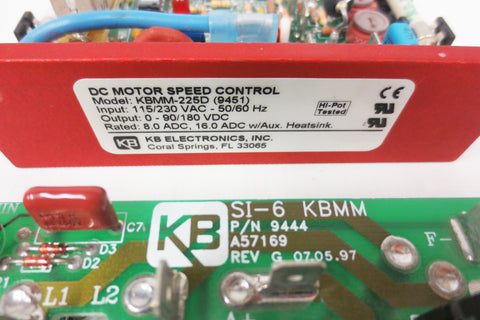 DC MOTOR SPEED CONTROL
Model: KBMM-225D (9451)
Input: 115/230 VAC - 50/60 Hz
Output: 0 - 90/180 VDC
Rated: 8.0 ADC, 16.0 ADC w/Aux. Heatsink.
KB KB ELECTRONICS, INC.
Coral Springs, FL 33065
Hi-Pot
Tested
CE
KB
SI-6 KBMM
P/N 9444
A57169
REV G 07.05.97
C7
D3
D2
L1 L2
A+
F-